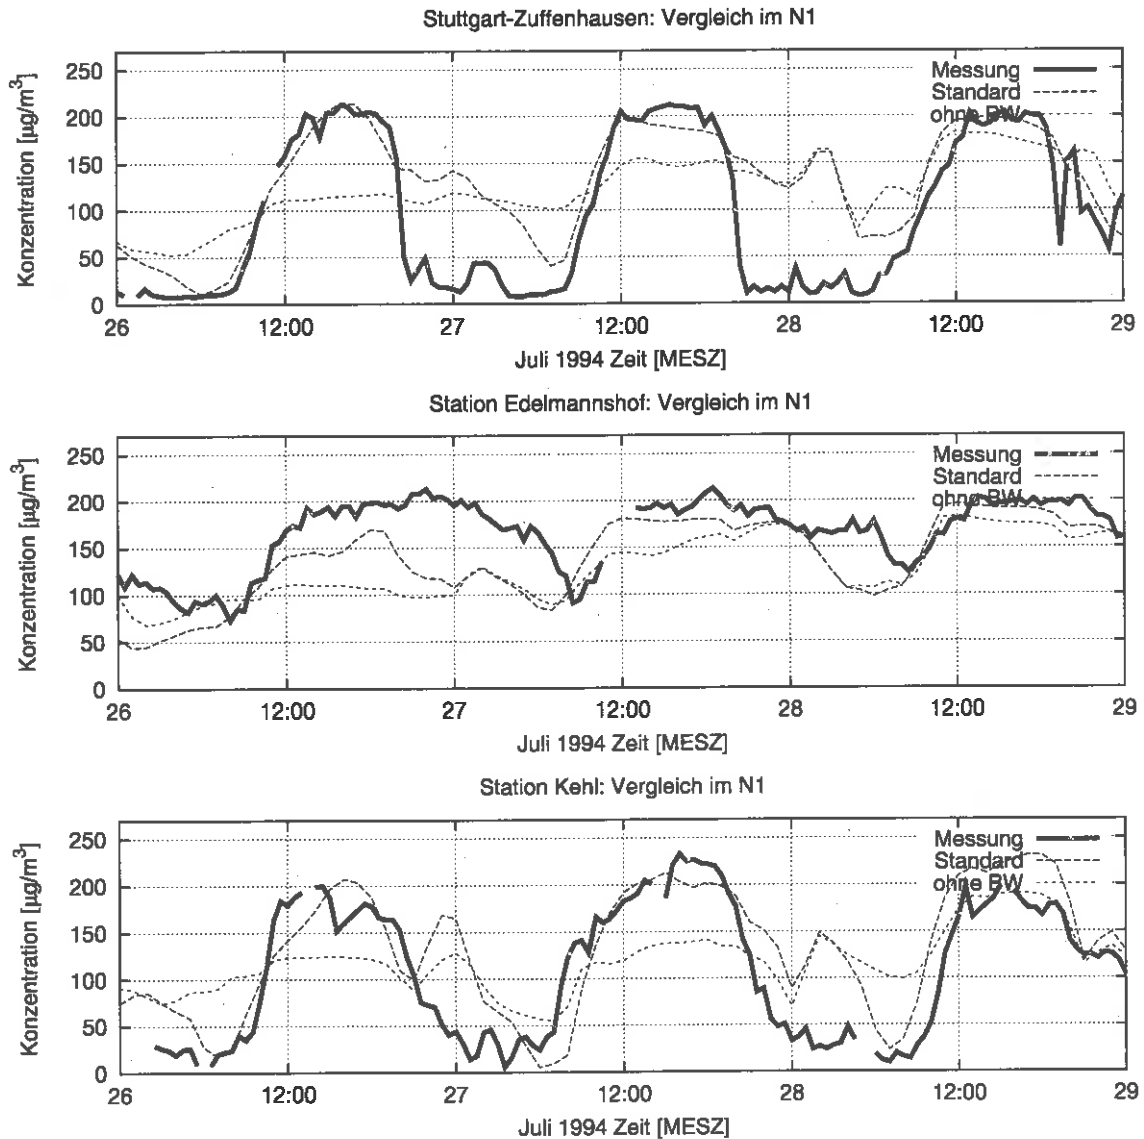 Stuttgart-Zuffenhausen: Vergleich im N1
Konzentration [µg/m³]
250
200
150
100
50
0
Messung
Standard
ohne BW
26
12:00
27
12:00
28
12:00
29
Juli 1994 Zeit [MESZ]
Station Edelmannshof: Vergleich im N1
Konzentration [µg/m³]
250
200
150
100
50
0
Messung
Standard
ohne BW
26
12:00
27
12:00
28
12:00
29
Juli 1994 Zeit [MESZ]
Station Kehl: Vergleich im N1
Konzentration [µg/m³]
250
200
150
100
50
0
Messung
Standard
ohne BW
26
12:00
27
12:00
28
12:00
29
Juli 1994 Zeit [MESZ]